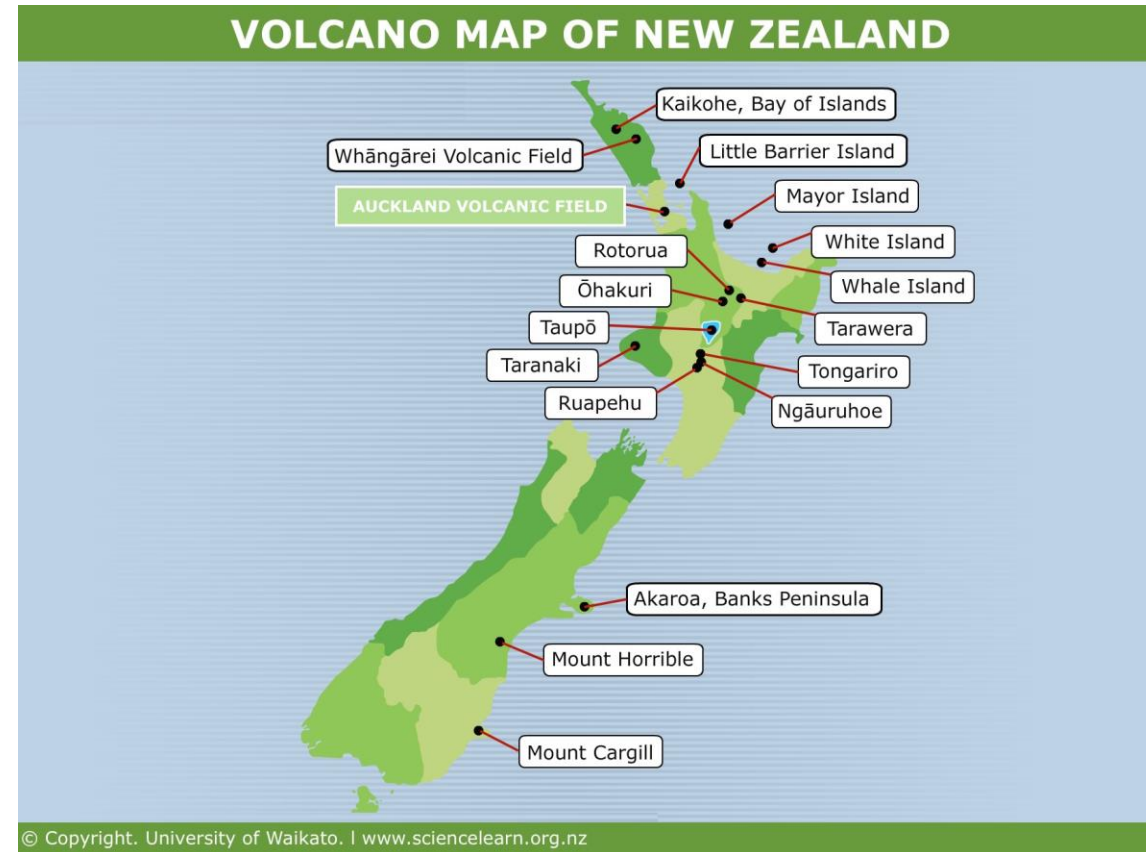 VOLCANO MAP OF NEW ZEALAND
Kaikohe, Bay of Islands
Whāngārei Volcanic Field
Little Barrier Island
AUCKLAND VOLCANIC FIELD
Mayor Island
White Island
Rotorua
Whale Island
Ōhakuri
Taupō
Tarawera
Taranaki
Tongariro
Ruapehu
Ngāuruhoe
Akaroa, Banks Peninsula
Mount Horrible
Mount Cargill
© Copyright. University of Waikato. l www.sciencelearn.org.nz